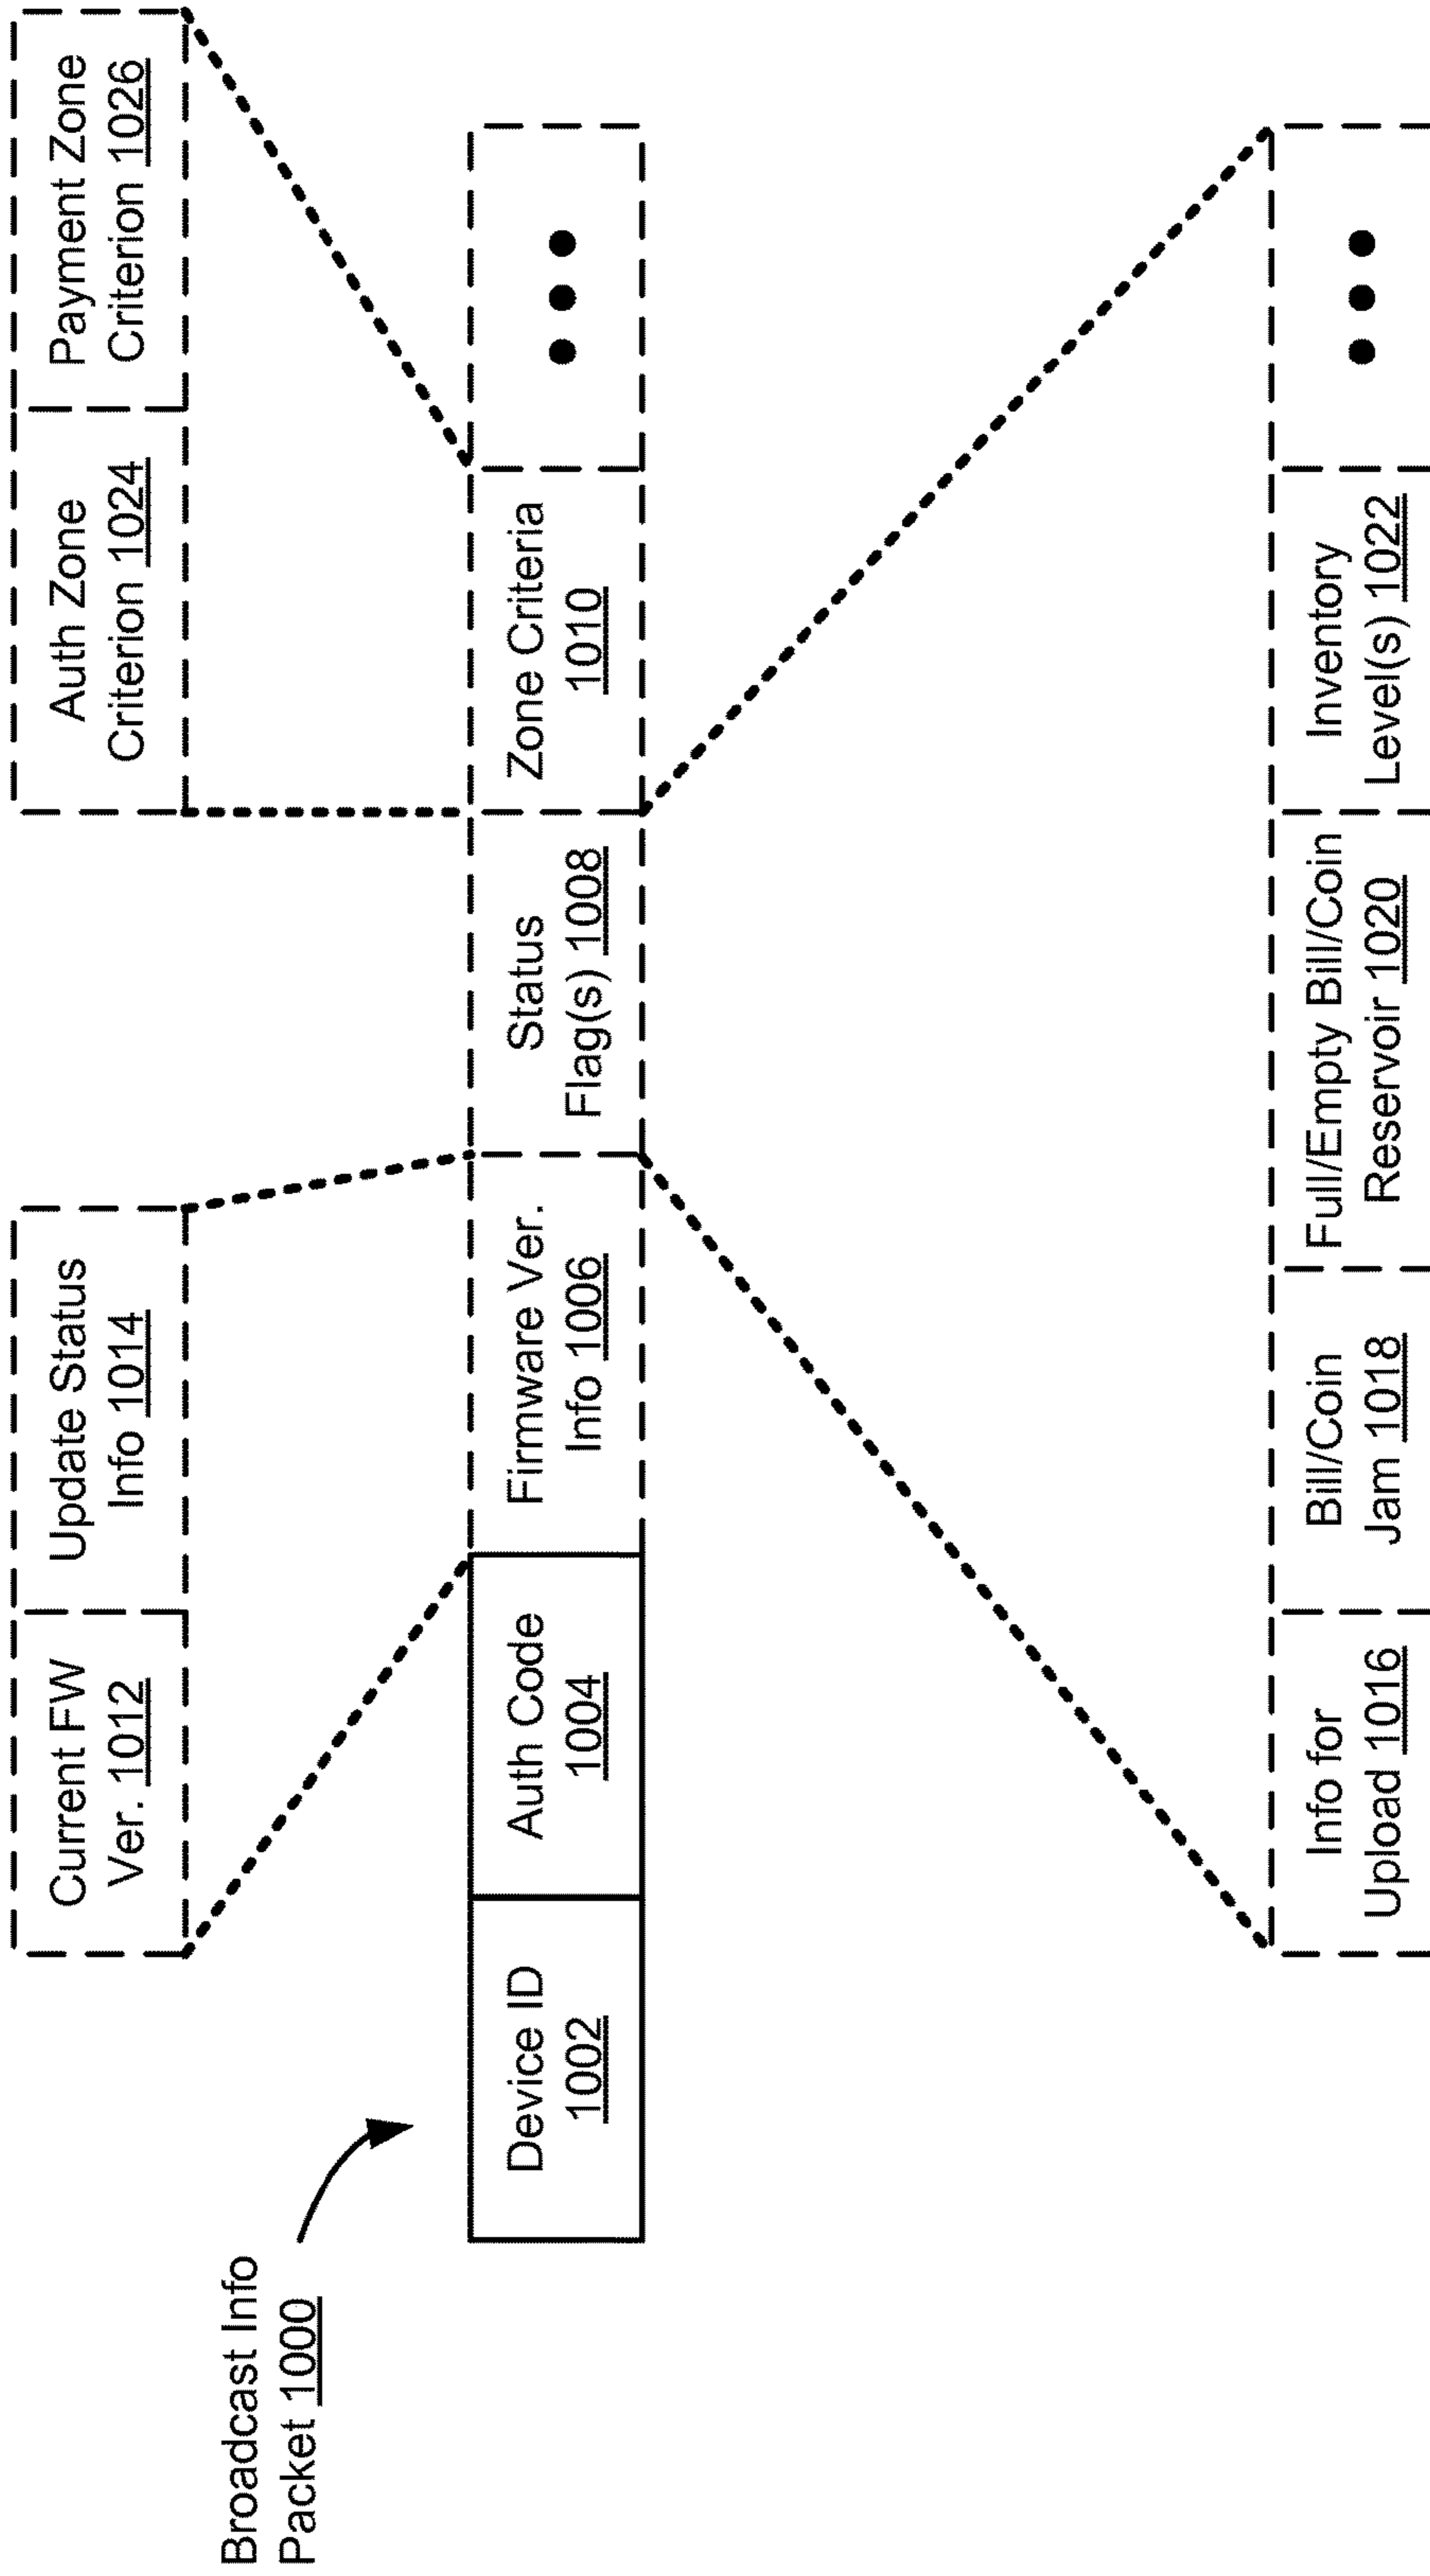 Current FW
Ver. 1012
Update Status
Info 1014
Auth Zone
Criterion 1024
Payment Zone
Criterion 1026
Broadcast Info
Packet 1000
Device ID
1002
Auth Code
1004
Firmware Ver.
Info 1006
Status
Flag(s) 1008
Zone Criteria
1010
Info for
Upload 1016
Bill/Coin
Jam 1018
Full/Empty Bill/Coin
Reservoir 1020
Inventory
Level(s) 1022